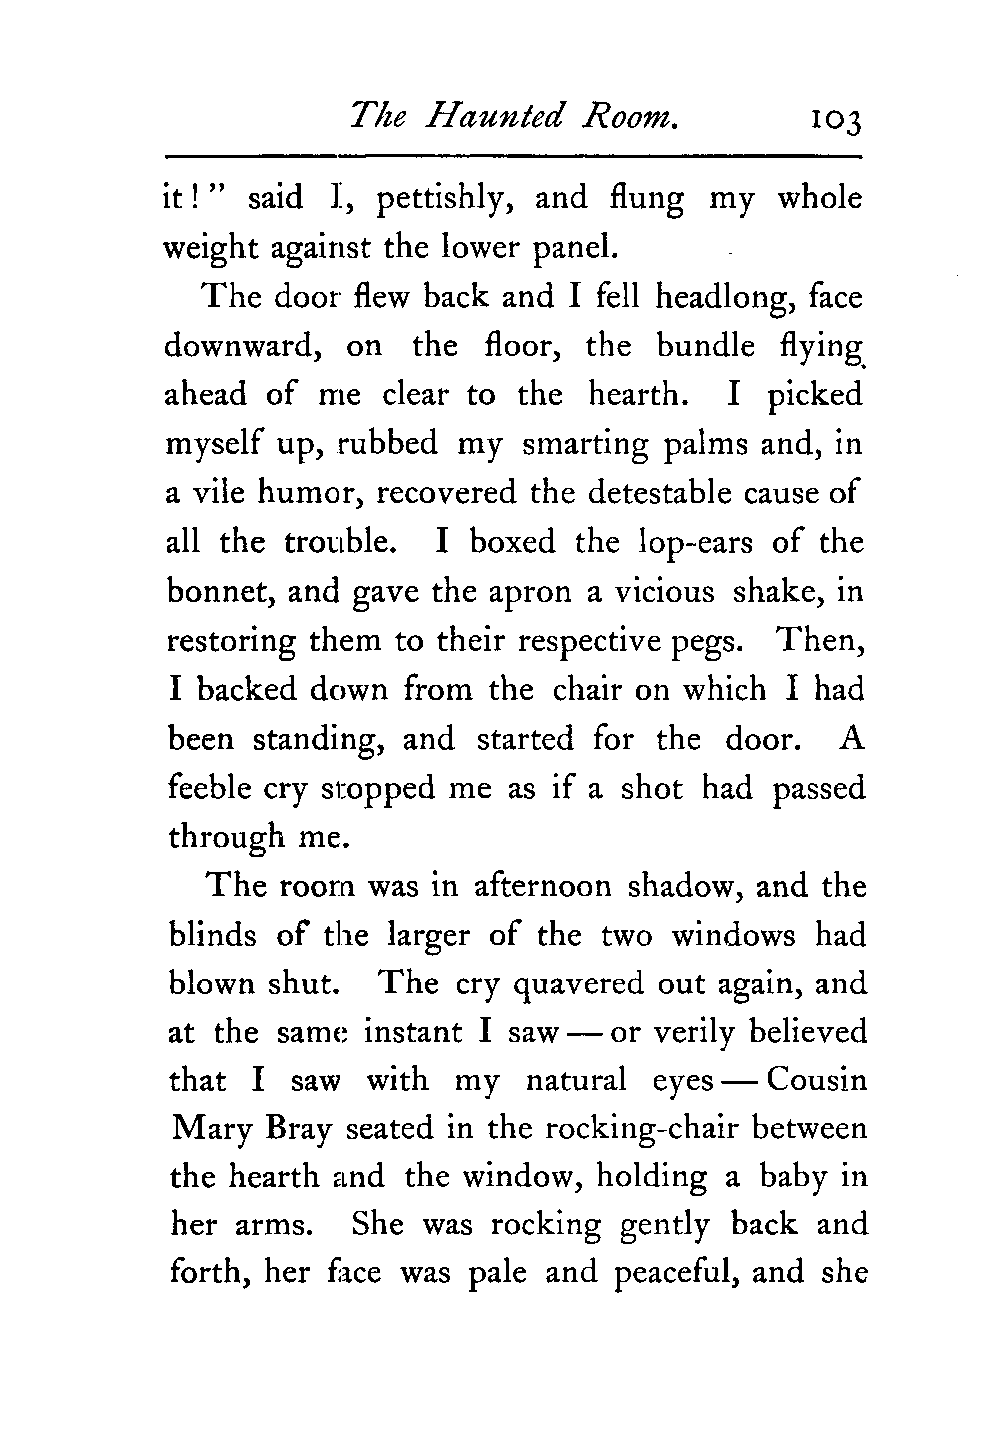 The Haunted Room. 103
it!" said I, pettishly, and flung my whole
weight against the lower panel.
The door flew back and I fell headlong, face
downward, on the floor, the bundle flying
ahead of me clear to the hearth. I picked
myself up, rubbed my smarting palms and, in
a vile humor, recovered the detestable cause of
all the trouble. I boxed the lop-ears of the
bonnet, and gave the apron a vicious shake, in
restoring them to their respective pegs. Then,
I backed down from the chair on which I had
been standing, and started for the door. A
feeble cry stopped me as if a shot had passed
through me.
The room was in afternoon shadow, and the
blinds of the larger of the two windows had
blown shut. The cry quavered out again, and
at the same instant I saw — or verily believed
that I saw with my natural eyes — Cousin
Mary Bray seated in the rocking-chair between
the hearth and the window, holding a baby in
her arms. She was rocking gently back and
forth, her face was pale and peaceful, and she